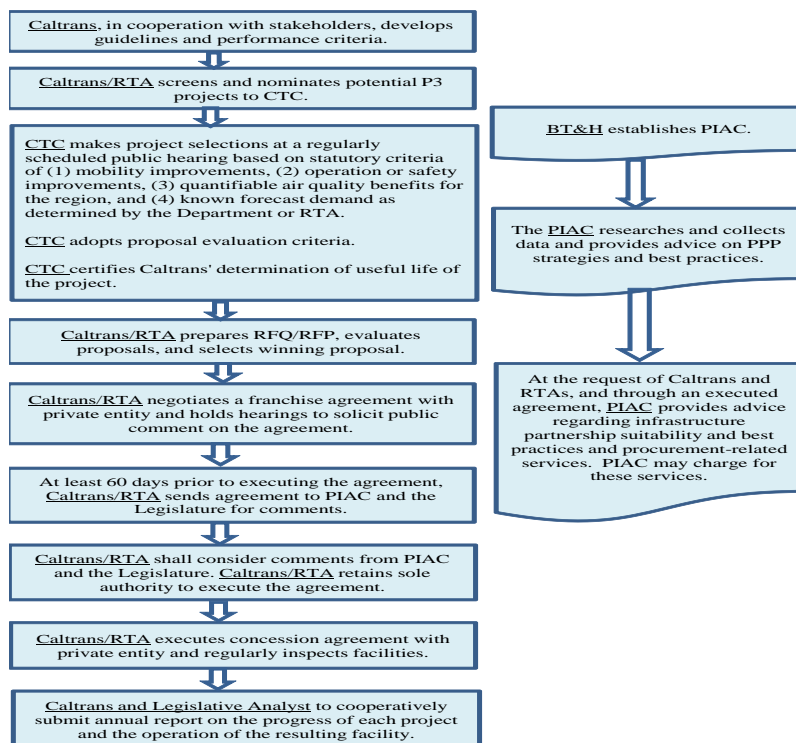 Caltrans, in cooperation with stakeholders, develops
guidelines and performance criteria.
Caltrans/RTA screens and nominates potential P3
projects to CTC.
CTC makes project selections at a regularly
scheduled public hearing based on statutory criteria
of (1) mobility improvements, (2) operation or safety
improvements, (3) quantifiable air quality benefits for
the region, and (4) known forecast demand as
determined by the Department or RTA.
CTC adopts proposal evaluation criteria.
CTC certifies Caltrans' determination of useful life of
the project.
Caltrans/RTA prepares RFQ/RFP, evaluates
proposals, and selects winning proposal.
Caltrans/RTA negotiates a franchise agreement with
private entity and holds hearings to solicit public
comment on the agreement.
At least 60 days prior to executing the agreement,
Caltrans/RTA sends agreement to PIAC and the
Legislature for comments.
Caltrans/RTA shall consider comments from PIAC
and the Legislature. Caltrans/RTA retains sole
authority to execute the agreement.
Caltrans/RTA executes concession agreement with
private entity and regularly inspects facilities.
Caltrans and Legislative Analyst to cooperatively
submit annual report on the progress of each project
and the operation of the resulting facility.
BT&H establishes PIAC.
The PIAC researches and collects
data and provides advice on PPP
strategies and best practices.
At the request of Caltrans and
RTAs, and through an executed
agreement, PIAC provides advice
regarding infrastructure
partnership suitability and best
practices and procurement-related
services. PIAC may charge for
these services.